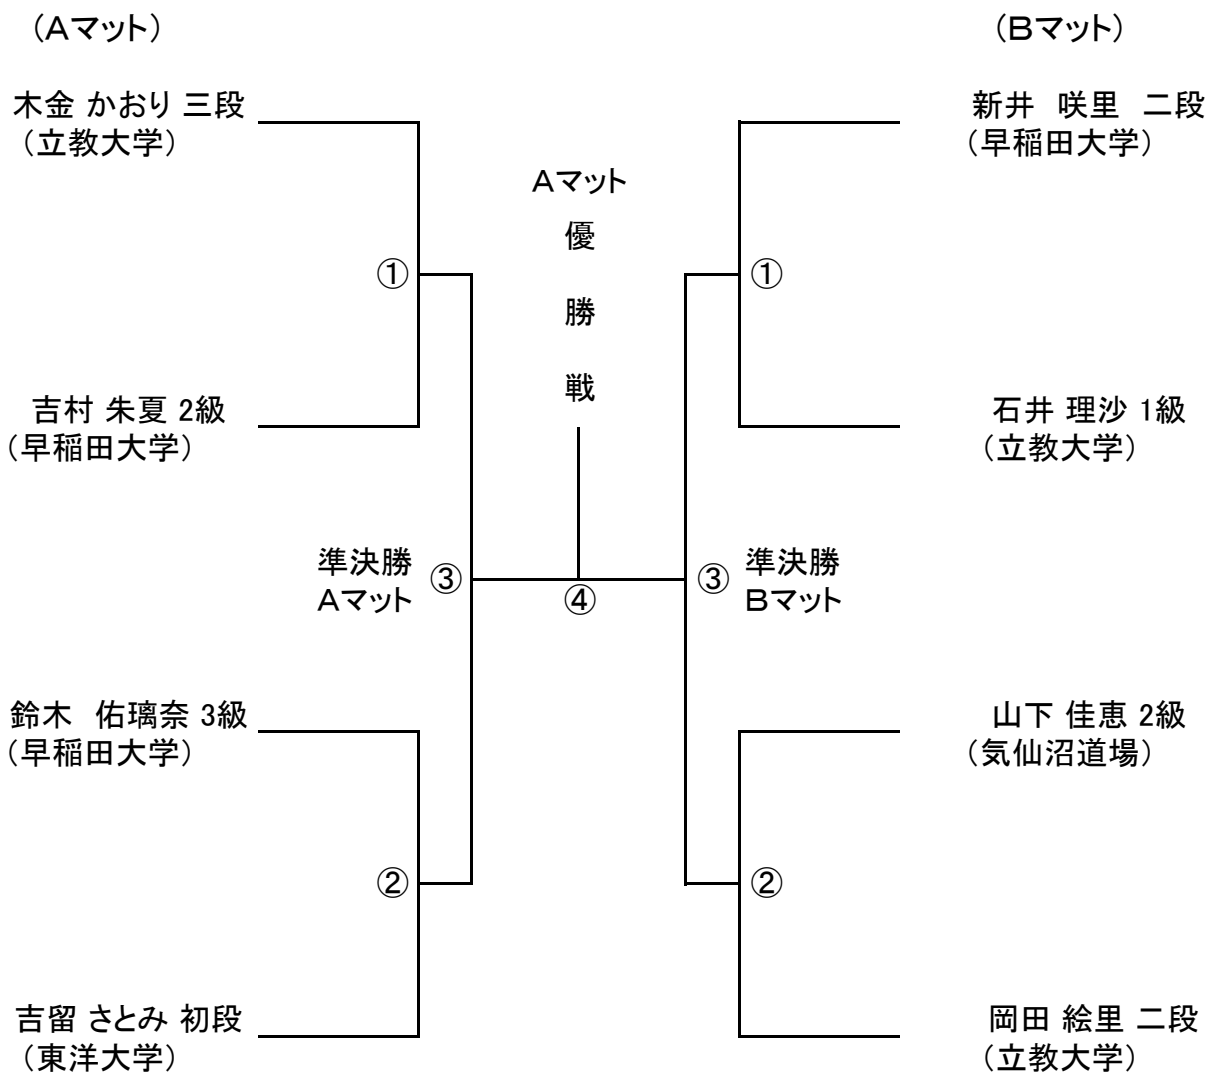 （Aマット）
（Bマット）
木金 かおり 三段
（立教大学）
新井　咲里　二段
（早稲田大学）
Aマット
優
勝
戦
①
①
吉村 朱夏 2級
（早稲田大学）
石井 理沙 1級
（立教大学）
準決勝
Aマット
③
④
③
準決勝
Bマット
鈴木　佑璃奈 3級
（早稲田大学）
山下 佳恵 2級
（気仙沼道場）
②
②
吉留 さとみ 初段
（東洋大学）
岡田 絵里 二段
（立教大学）